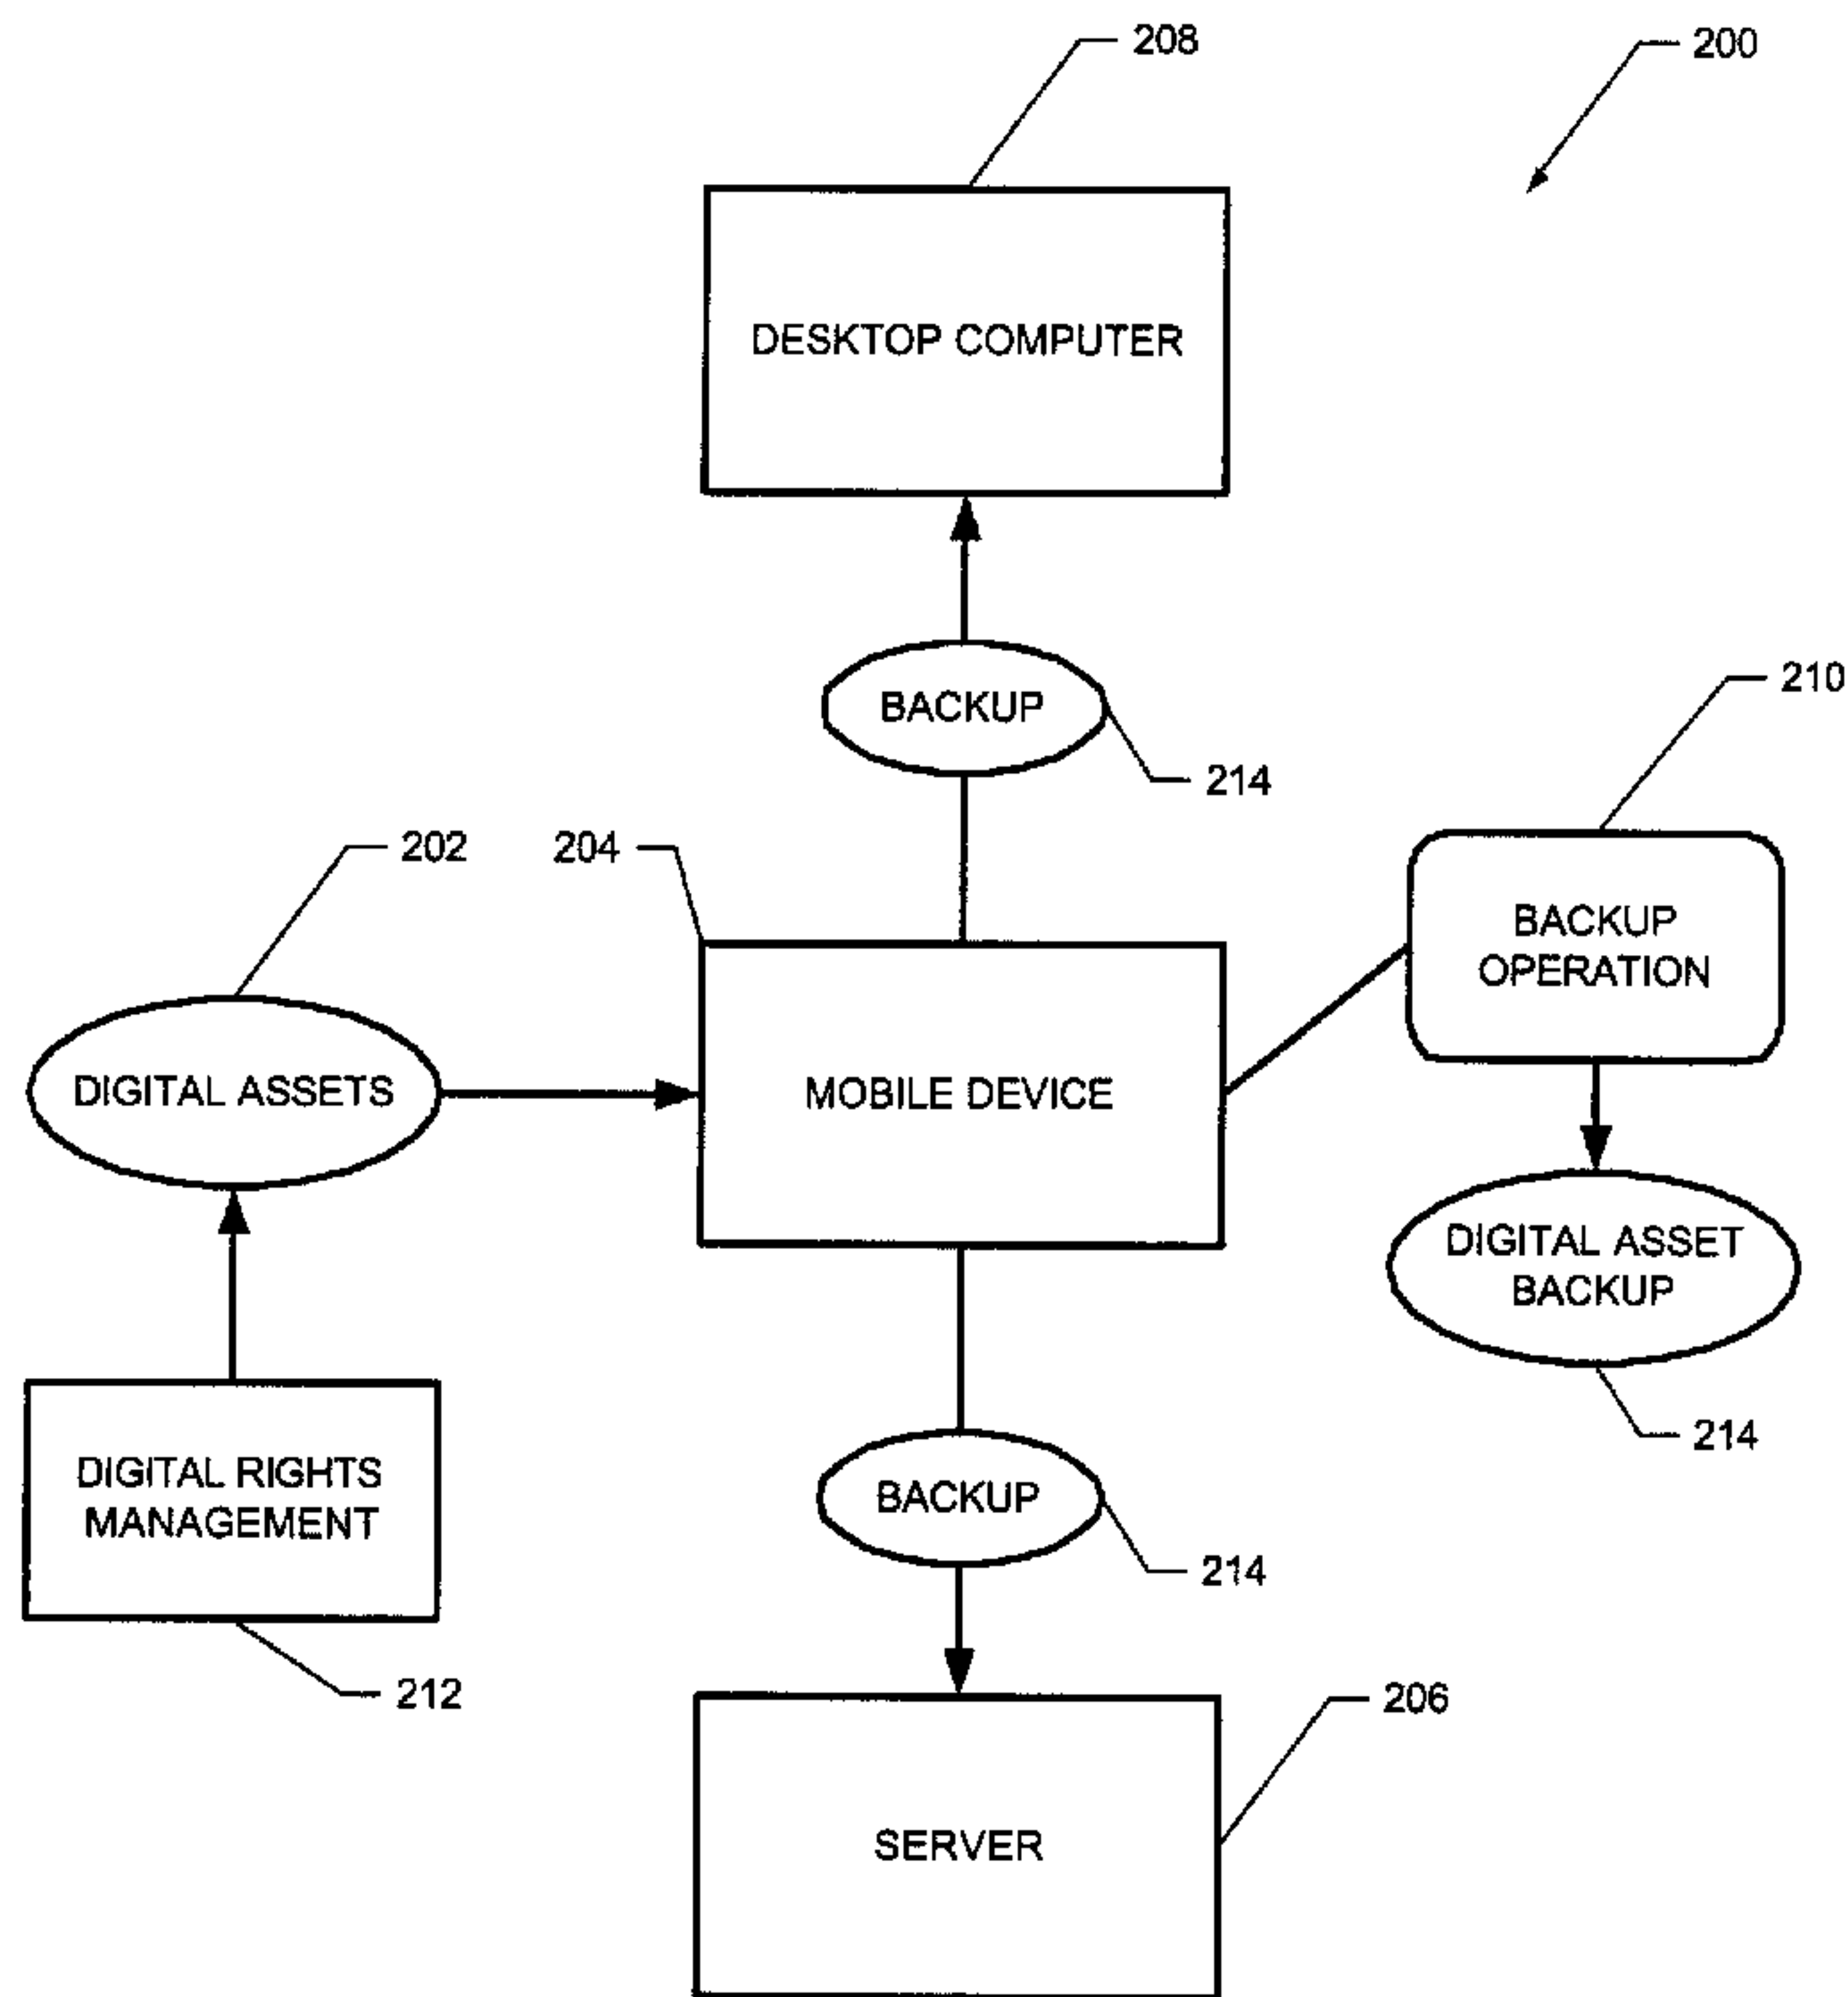 208
200
DESKTOP COMPUTER
BACKUP
210
214
202
204
BACKUP
OPERATION
DIGITAL ASSETS
MOBILE DEVICE
DIGITAL ASSET
BACKUP
214
DIGITAL RIGHTS
MANAGEMENT
BACKUP
214
212
206
SERVER